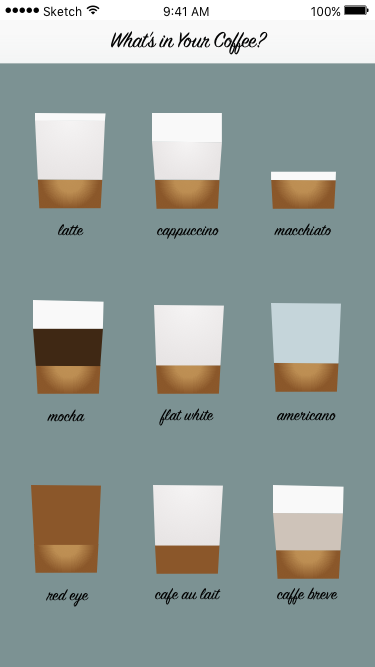 Sketch 9:41 AM 100%
What's in Your Coffee?
latte cappuccino macchiato
mocha flat white americano
red eye cafe au lait caffe breve